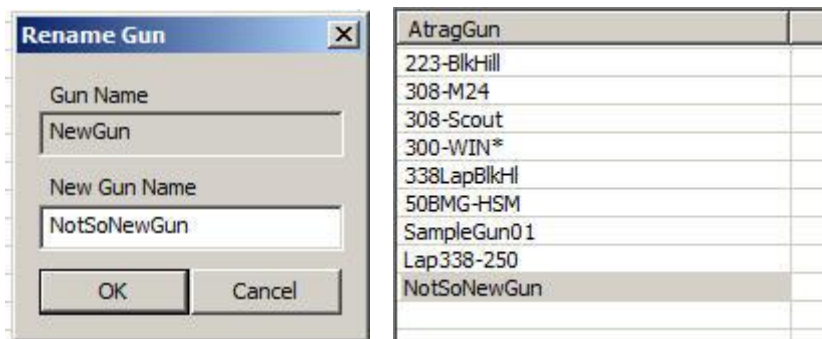 Rename Gun
Gun Name
NewGun
New Gun Name
NotSoNewGun
OK
Cancel
AtragGun
223-BlkHill
308-M24
308-Scout
300-WIN*
338LapBlkHl
50BMG-HSM
SampleGun01
Lap338-250
NotSoNewGun